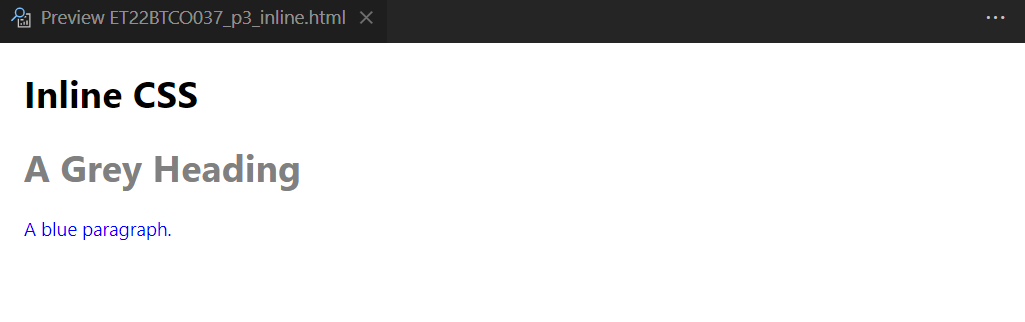 Preview ET22BTCO037_p3_inline.html
Inline CSS
A Grey Heading
A blue paragraph.